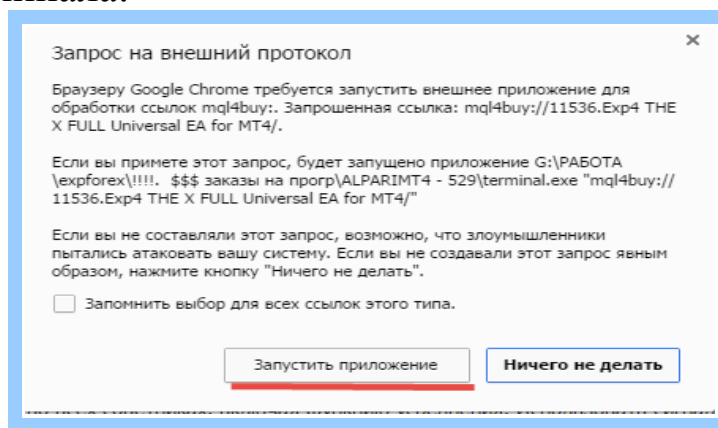 Запрос на внешний протокол
Браузеру Google Chrome требуется запустить внешнее приложение для
обработки ссылок mql4buy:. Запрошенная ссылка: mql4buy://11536.Exp4 THE
X FULL Universal EA for MT4/.
Если вы примете этот запрос, будет запущено приложение G:\РАБОТА
\expforex\!!!!. $$$ заказы на прогр\ALPARIMT4 - 529\terminal.exe "mql4buy://
11536.Exp4 THE X FULL Universal EA for MT4/"
Если вы не составляли этот запрос, возможно, что злоумышленники
пытались атаковать вашу систему. Если вы не создавали этот запрос явным
образом, нажмите кнопку "Ничего не делать".
Запомнить выбор для всех ссылок этого типа.
Запустить приложение
Ничего не делать